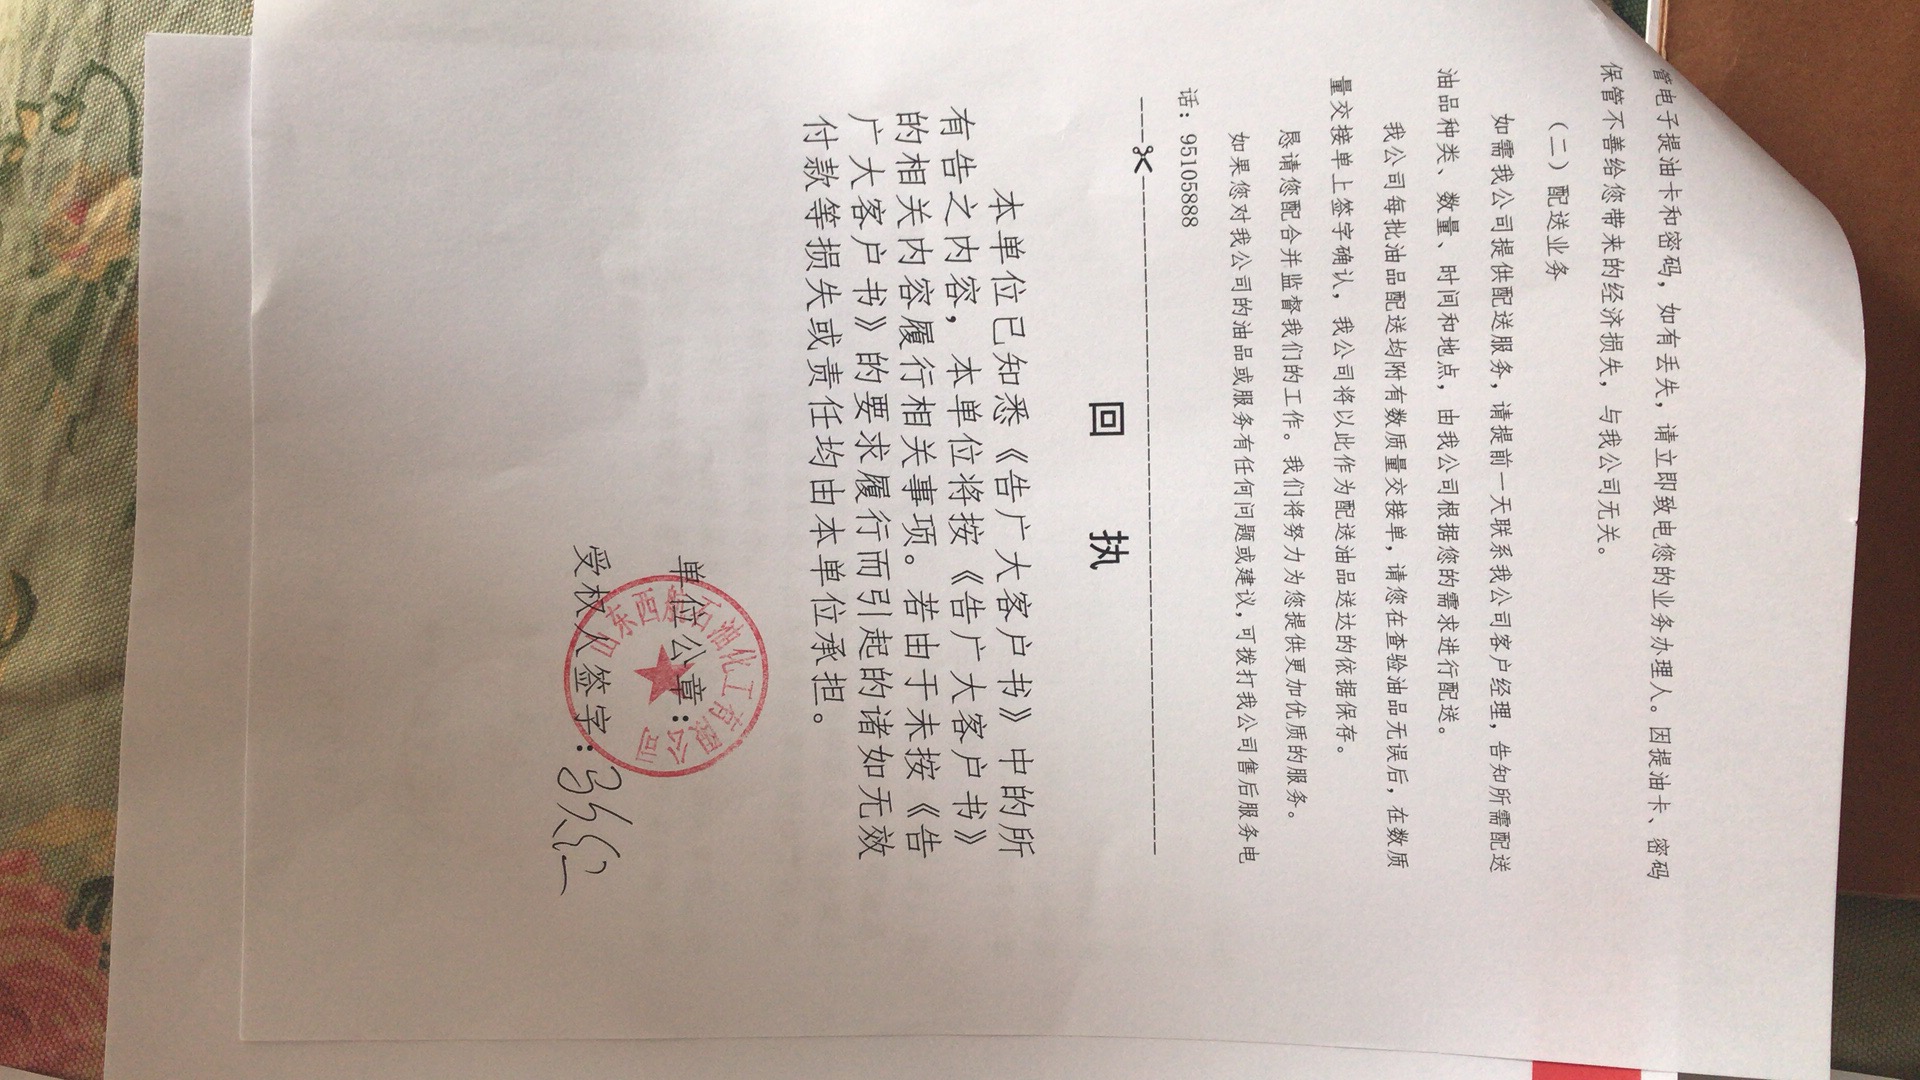 管电子提油卡和密码，如有丢失，请立即致电您的业务办理人。因提油卡、密码
保管不善给您带来的经济损失，与我公司无关。
（二）配送业务
如需我公司提供配送服务，请提前一天联系我公司客户经理，告知所需配送
油品种类、数量、时间和地点，由我公司根据您的需求进行配送。
我公司每批油品配送均附有数质量交接单，请您在查验油品无误后，在数质
量交接单上签字确认，我公司将以此作为配送油品送达的依据保存。
恳请您配合并监督我们的工作。我们将努力为您提供更加优质的服务。
如果您对我公司的油品或服务有任何问题或建议，可拨打我公司售后服务电
话：95105888
回 执
本单位已知悉《告广大客户书》中的所
有告之内容，本单位将按《告广大客户书》
的相关内容履行相关事项。若由于未按《告
广大客户书》的要求履行而引起的诸如无效
付款等损失或责任均由本单位承担。
单位公章：
受权人签字：
山东西 石油化工有限公司